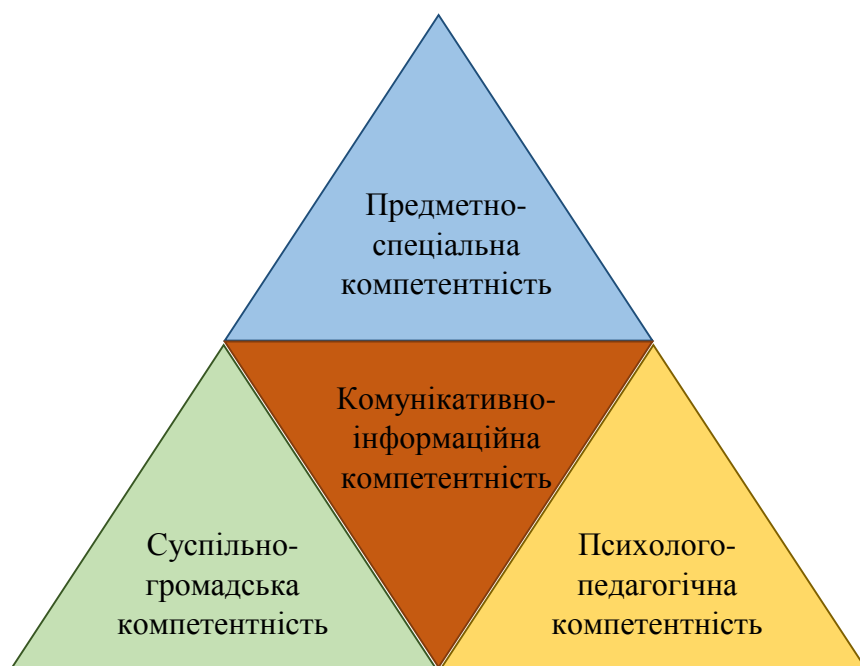 Предметно-
спеціальна
компетентність
Комунікативно-
інформаційна
компетентність
Суспільно-
громадська
компетентність
Психолого-
педагогічна
компетентність